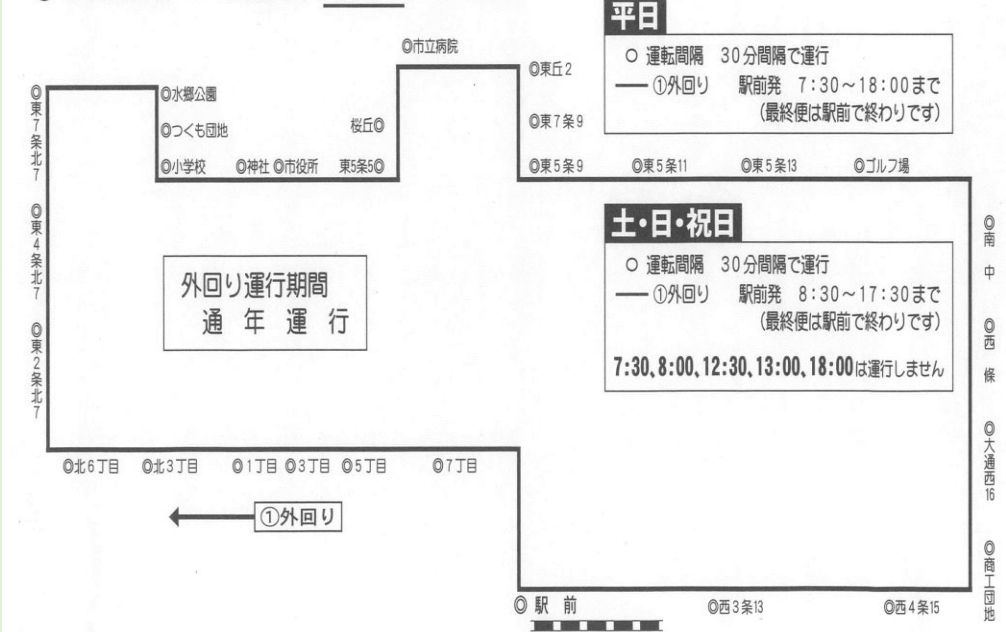 平日
○ 運転間隔 30分間隔で運行
── ①外回り 駅前発 7:30～18:00まで
(最終便は駅前で終わりです)
◎市立病院
◎東丘2
◎水郷公園
◎東7条北7
◎つくも団地
桜丘◎
◎東7条9
◎小学校
◎神社
◎市役所
東5条5◎
◎東5条9
◎東5条11
◎東5条13
◎ゴルフ場
◎東4条北7
土・日・祝日
○ 運転間隔 30分間隔で運行
── ①外回り 駅前発 8:30～17:30まで
(最終便は駅前で終わりです)
7:30、8:00、12:30、13:00、18:00は運行しません
◎南中
外回り運行期間
通年運行
◎東2条北7
◎西條
◎大通西16
◎北6丁目
◎北3丁目
◎1丁目
◎3丁目
◎5丁目
◎7丁目
①外回り
◎商工団地
◎駅前
◎西3条13
◎西4条15